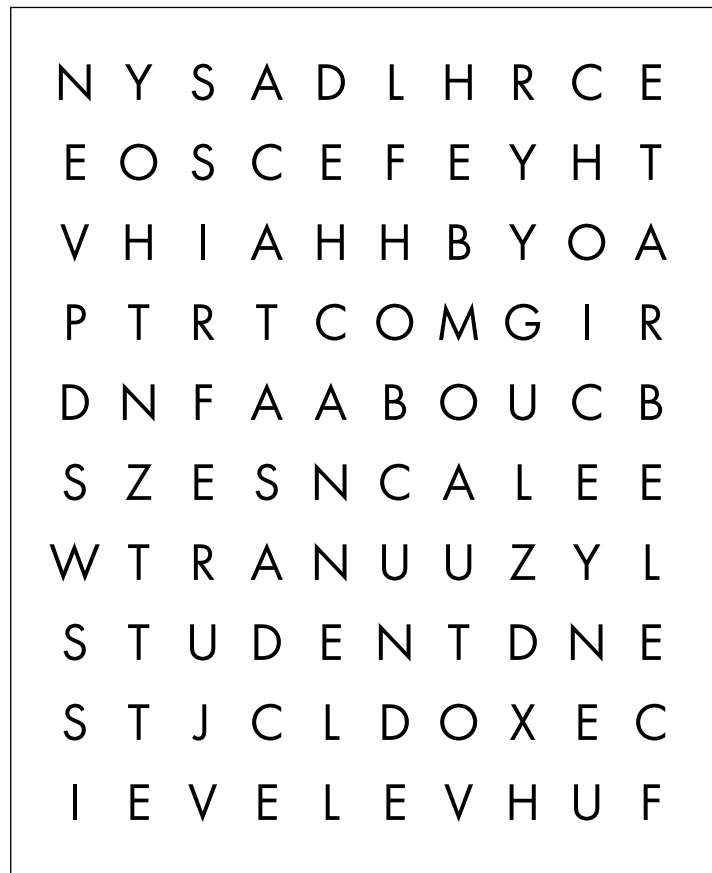 N Y S A D L H R C E
E O S C E F E Y H T
V H I A H H B Y O A
P T R T C O M G I R
D N F A A B O U C B
S Z E S N C A L E E
W T R A N U U Z Y L
S T U D E N T D N E
S T J C L D O X E C
I E V E L E V H U F